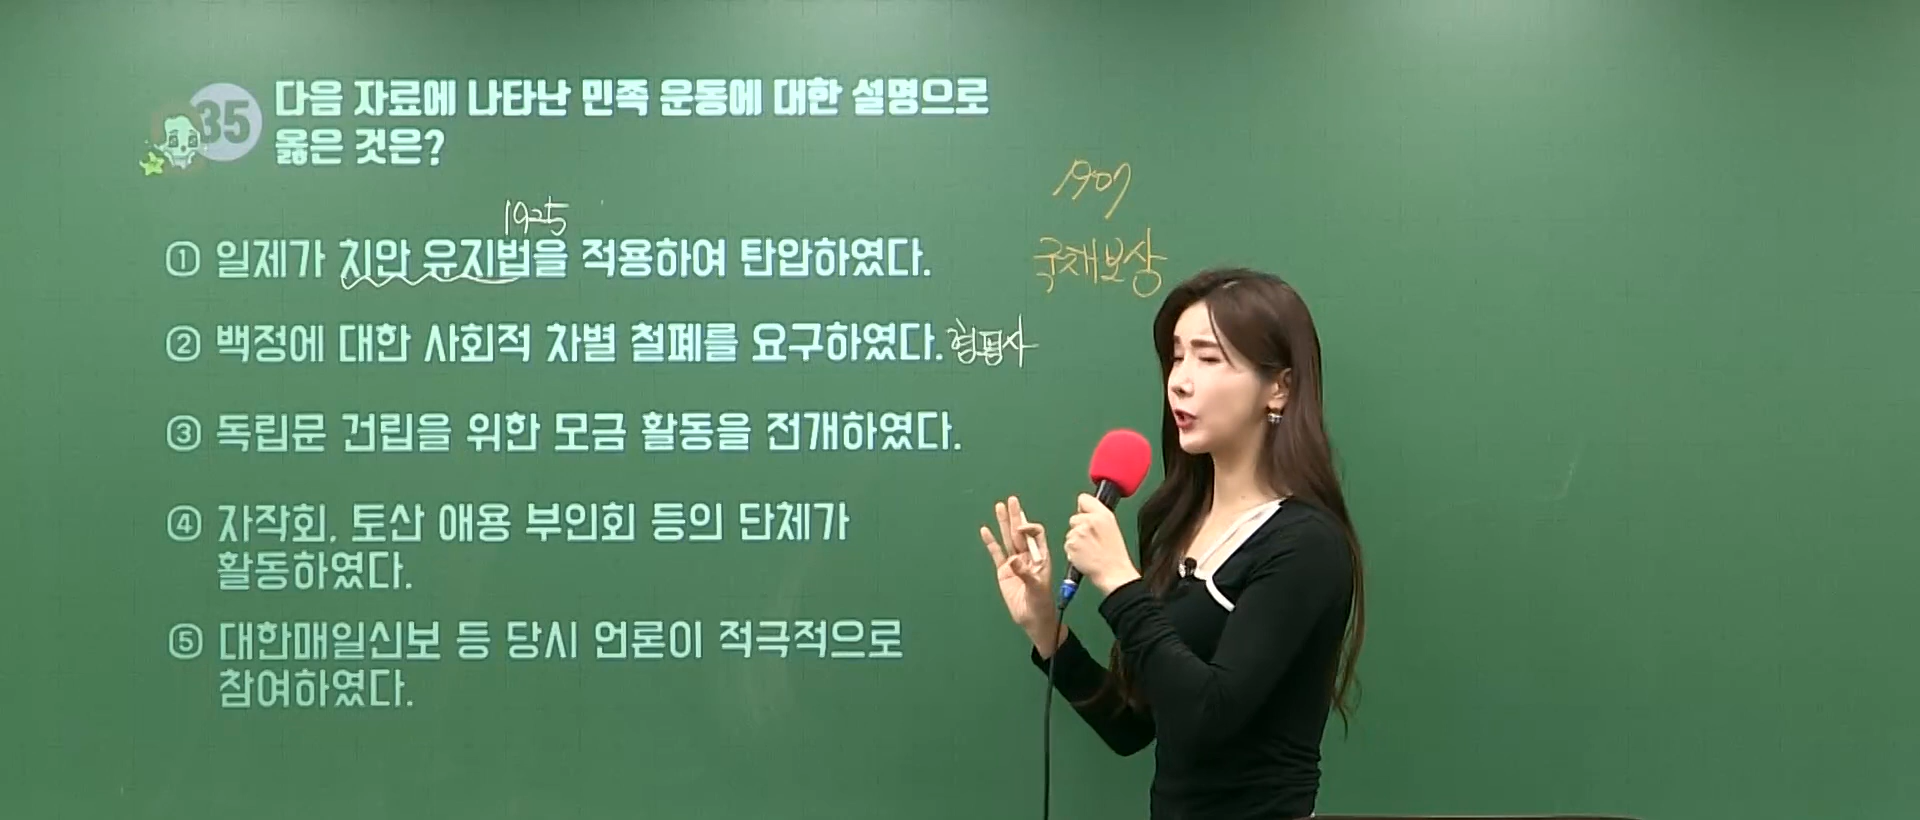 35 다음 자료에 나타난 민족 운동에 대한 설명으로
옳은 것은?
1907
국채보상
1925
① 일제가 치안 유지법을 적용하여 탄압하였다.
② 백정에 대한 사회적 차별 철폐를 요구하였다. 형평사
③ 독립문 건립을 위한 모금 활동을 전개하였다.
④ 자작회, 토산 애용 부인회 등의 단체가
활동하였다.
⑤ 대한매일신보 등 당시 언론이 적극적으로
참여하였다.